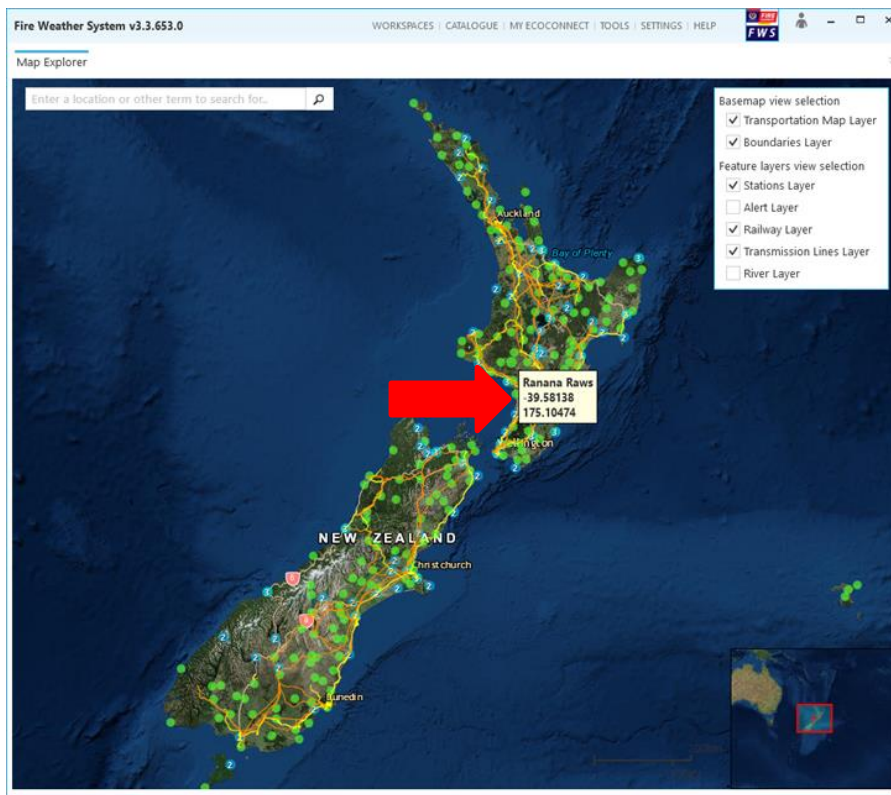 Fire Weather System v3.3.653.0
WORKSPACES | CATALOGUE | MY ECOCONNECT | TOOLS | SETTINGS | HELP
FIRE
FWS
Map Explorer
Enter a location or other term to search for..
Basemap view selection
Transportation Map Layer
Boundaries Layer
Feature layers view selection
Stations Layer
Alert Layer
Railway Layer
Transmission Lines Layer
River Layer
Auckland
Bay of Plenty
Ranana Raws
-39.58138
175.10474
NEW ZEALAND
Christchurch
6
Dunedin